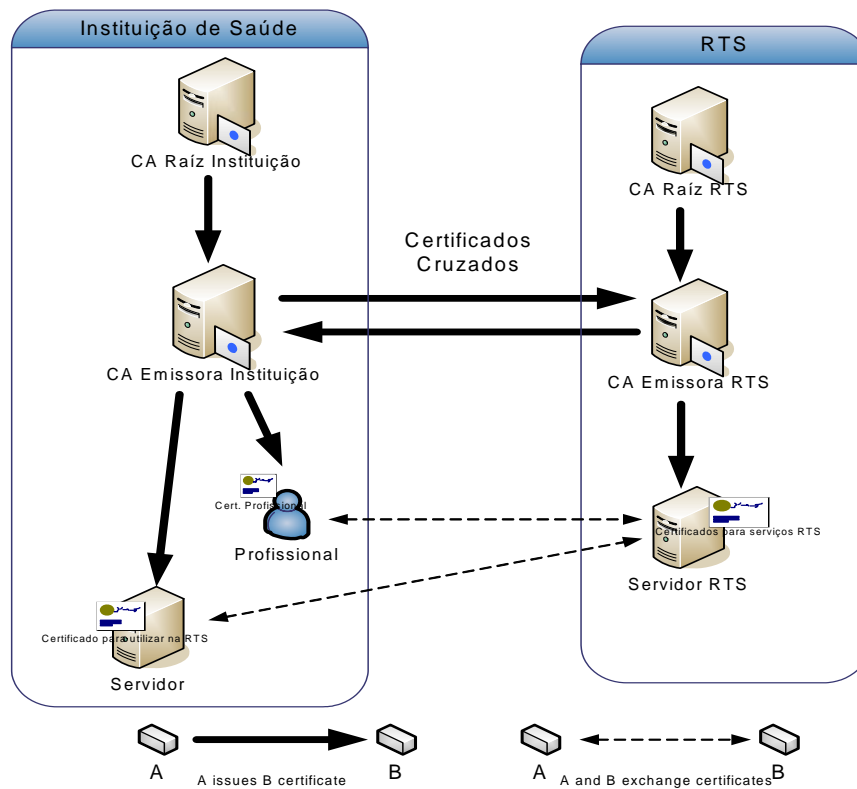 Instituição de Saúde
RTS
CA Raíz Instituição
CA Raíz RTS
Certificados
Cruzados
CA Emissora Instituição
CA Emissora RTS
Cert. Profissional
Profissional
Certificados para serviços RTS
Servidor RTS
Certificado para utilizar na RTS
Servidor
A
B
A issues B certificate
A
B
A and B exchange certificates